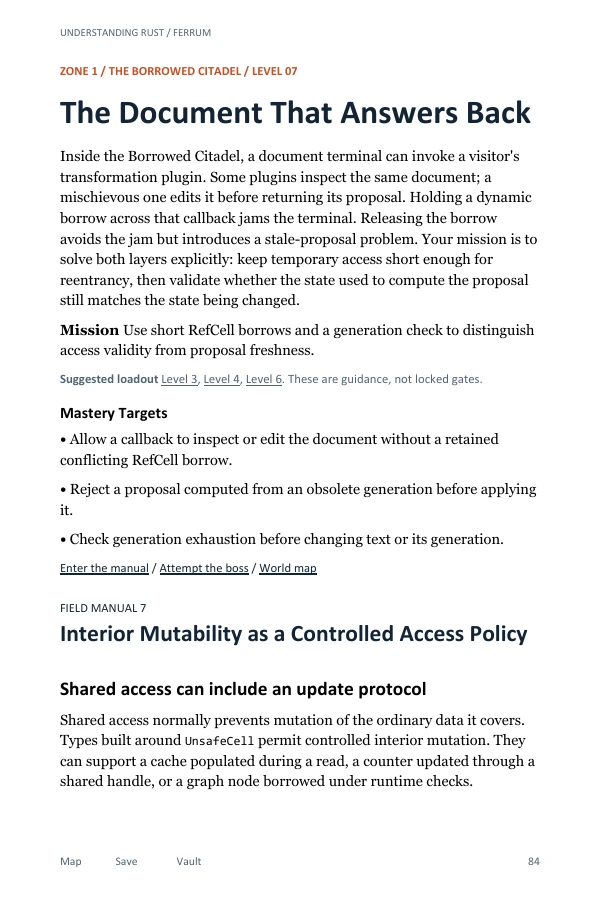 UNDERSTANDING RUST / FERRUM
ZONE 1 / THE BORROWED CITADEL / LEVEL 07
The Document That Answers Back
Inside the Borrowed Citadel, a document terminal can invoke a visitor's
transformation plugin. Some plugins inspect the same document; a
mischievous one edits it before returning its proposal. Holding a dynamic
borrow across that callback jams the terminal. Releasing the borrow
avoids the jam but introduces a stale-proposal problem. Your mission is to
solve both layers explicitly: keep temporary access short enough for
reentrancy, then validate whether the state used to compute the proposal
still matches the state being changed.
Mission Use short RefCell borrows and a generation check to distinguish
access validity from proposal freshness.
Suggested loadout Level 3, Level 4, Level 6. These are guidance, not locked gates.
Mastery Targets
• Allow a callback to inspect or edit the document without a retained
conflicting RefCell borrow.
• Reject a proposal computed from an obsolete generation before applying
it.
• Check generation exhaustion before changing text or its generation.
Enter the manual / Attempt the boss / World map
FIELD MANUAL 7
Interior Mutability as a Controlled Access Policy
Shared access can include an update protocol
Shared access normally prevents mutation of the ordinary data it covers.
Types built around UnsafeCell permit controlled interior mutation. They
can support a cache populated during a read, a counter updated through a
shared handle, or a graph node borrowed under runtime checks.
Map Save Vault 84